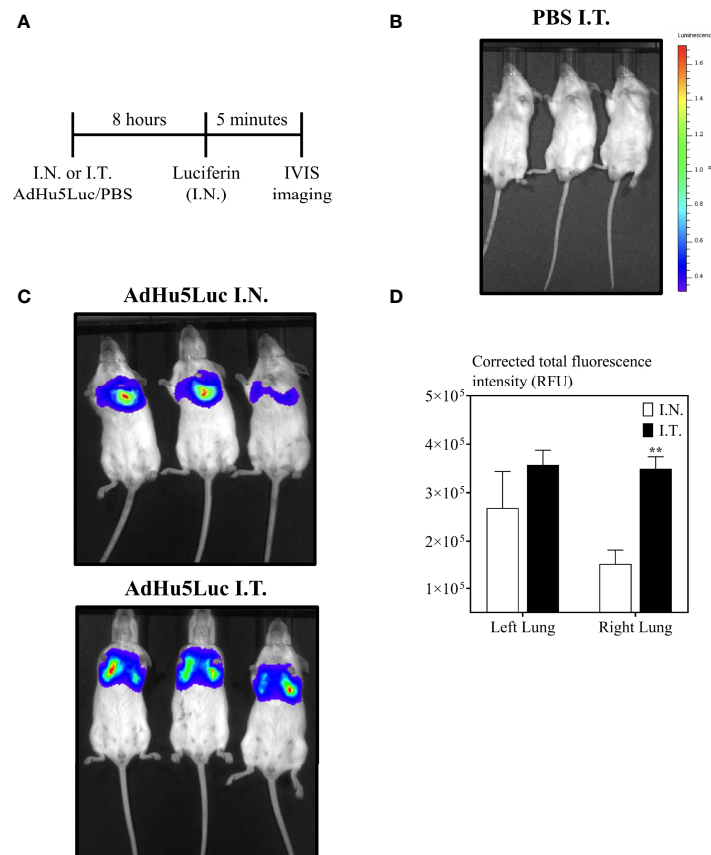 A
8 hours
5 minutes
I.N. or I.T.
AdHu5Luc/PBS
Luciferin
(I.N.)
IVIS
imaging
B
PBS I.T.
Luminescence
1.6
1.4
1.2
1.0
0.8
0.6
0.4
C
AdHu5Luc I.N.
AdHu5Luc I.T.
D
Corrected total fluorescence
intensity (RFU)
5×10⁵
4×10⁵
3×10⁵
2×10⁵
1×10⁵
I.N.
I.T.
**
Left Lung
Right Lung